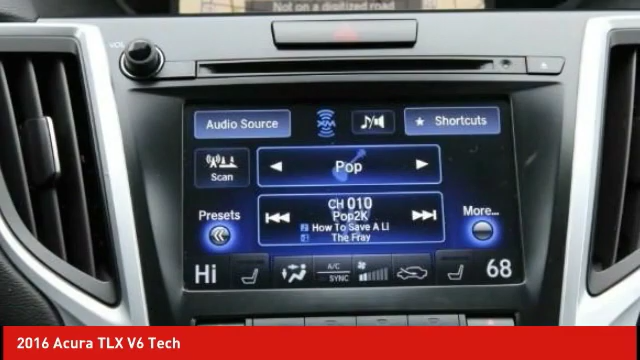 Not on a digitized road
VOL
Audio Source
XM
Shortcuts
Scan
Pop
CH 010
Pop2K
How To Save A Li
The Fray
Presets
More...
Hi
A/C
SYNC
68
2016 Acura TLX V6 Tech